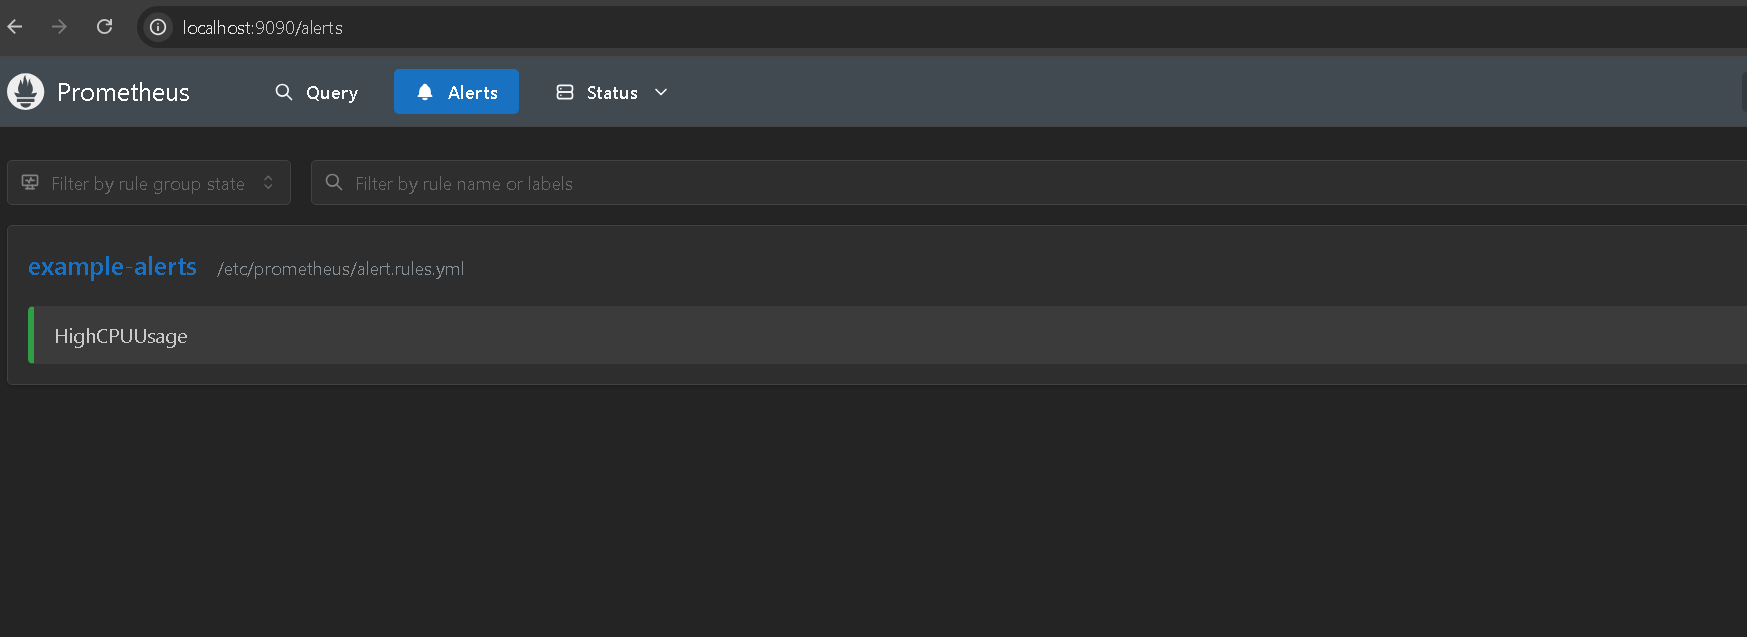 localhost:9090/alerts
Prometheus Query Alerts Status
Filter by rule group state Filter by rule name or labels
example-alerts /etc/prometheus/alert.rules.yml
HighCPUUsage